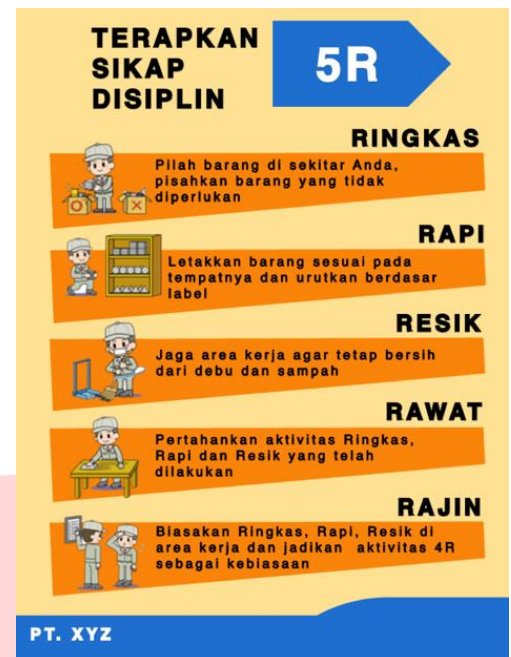 TERAPKAN
SIKAP
DISIPLIN
5R
RINGKAS
Pilah barang di sekitar Anda,
pisahkan barang yang tidak
diperlukan
RAPI
Letakkan barang sesuai pada
tempatnya dan urutkan berdasar
label
RESIK
Jaga area kerja agar tetap bersih
dari debu dan sampah
RAWAT
Pertahankan aktivitas Ringkas,
Rapi dan Resik yang telah
dilakukan
RAJIN
Biasakan Ringkas, Rapi, Resik di
area kerja dan jadikan aktivitas 4R
sebagai kebiasaan
PT. XYZ